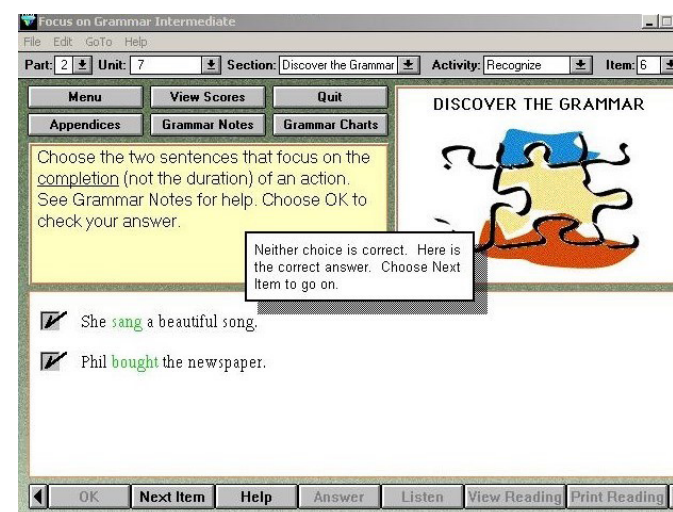 Focus on Grammar Intermediate
File Edit GoTo Help
Part: 2 Unit: 7 Section: Discover the Grammar Activity: Recognize Item: 6
Menu View Scores Quit
Appendices Grammar Notes Grammar Charts
DISCOVER THE GRAMMAR
Choose the two sentences that focus on the
completion (not the duration) of an action.
See Grammar Notes for help. Choose OK to
check your answer.
Neither choice is correct. Here is
the correct answer. Choose Next
Item to go on.
She sang a beautiful song.
Phil bought the newspaper.
OK Next Item Help Answer Listen View Reading Print Reading